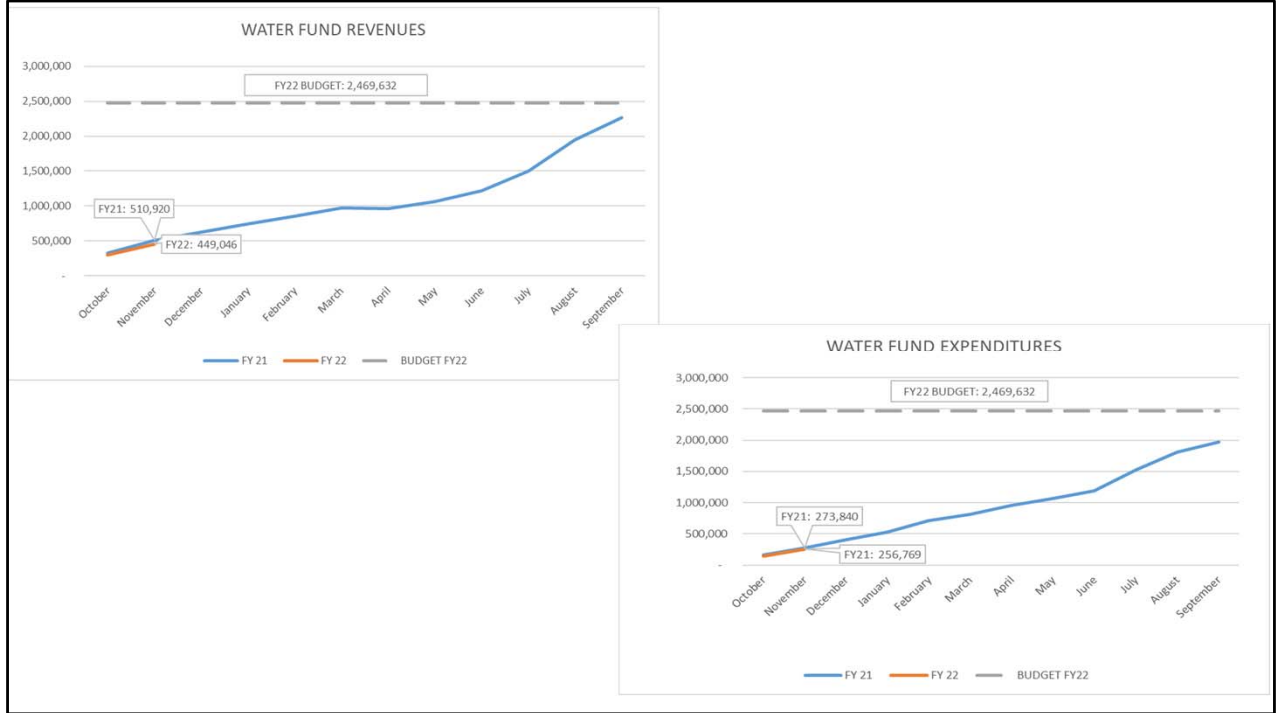 WATER FUND REVENUES
3,000,000
FY22 BUDGET: 2,469,632
2,500,000
2,000,000
1,500,000
1,000,000
FY21: 510,920
500,000
FY22: 449,046
-
October
November
December
January
February
March
April
May
June
July
August
September
FY 21
FY 22
BUDGET FY22
WATER FUND EXPENDITURES
3,000,000
FY22 BUDGET: 2,469,632
2,500,000
2,000,000
1,500,000
1,000,000
FY21: 273,840
500,000
FY21: 256,769
-
October
November
December
January
February
March
April
May
June
July
August
September
FY 21
FY 22
BUDGET FY22